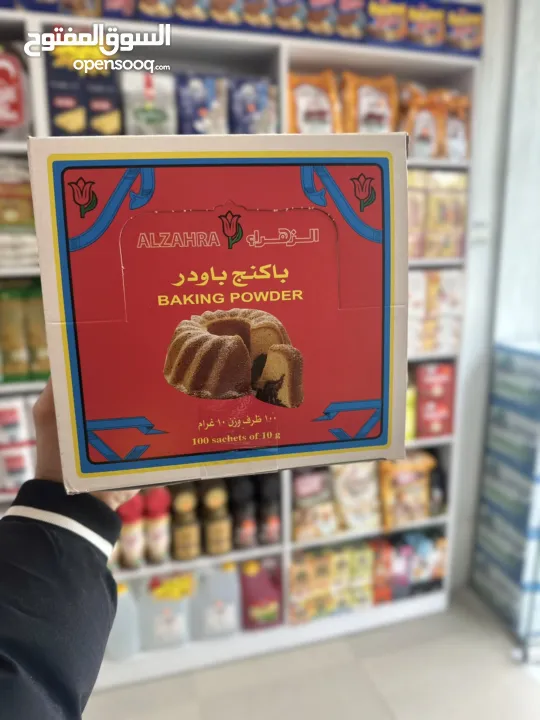 السوق المفتوح
opensooq.com
ALZAHRA الزهراء
باكنج باودر
BAKING POWDER
١٠٠ ظرف وزن ١٠ غرام
100 sachets of 10 g